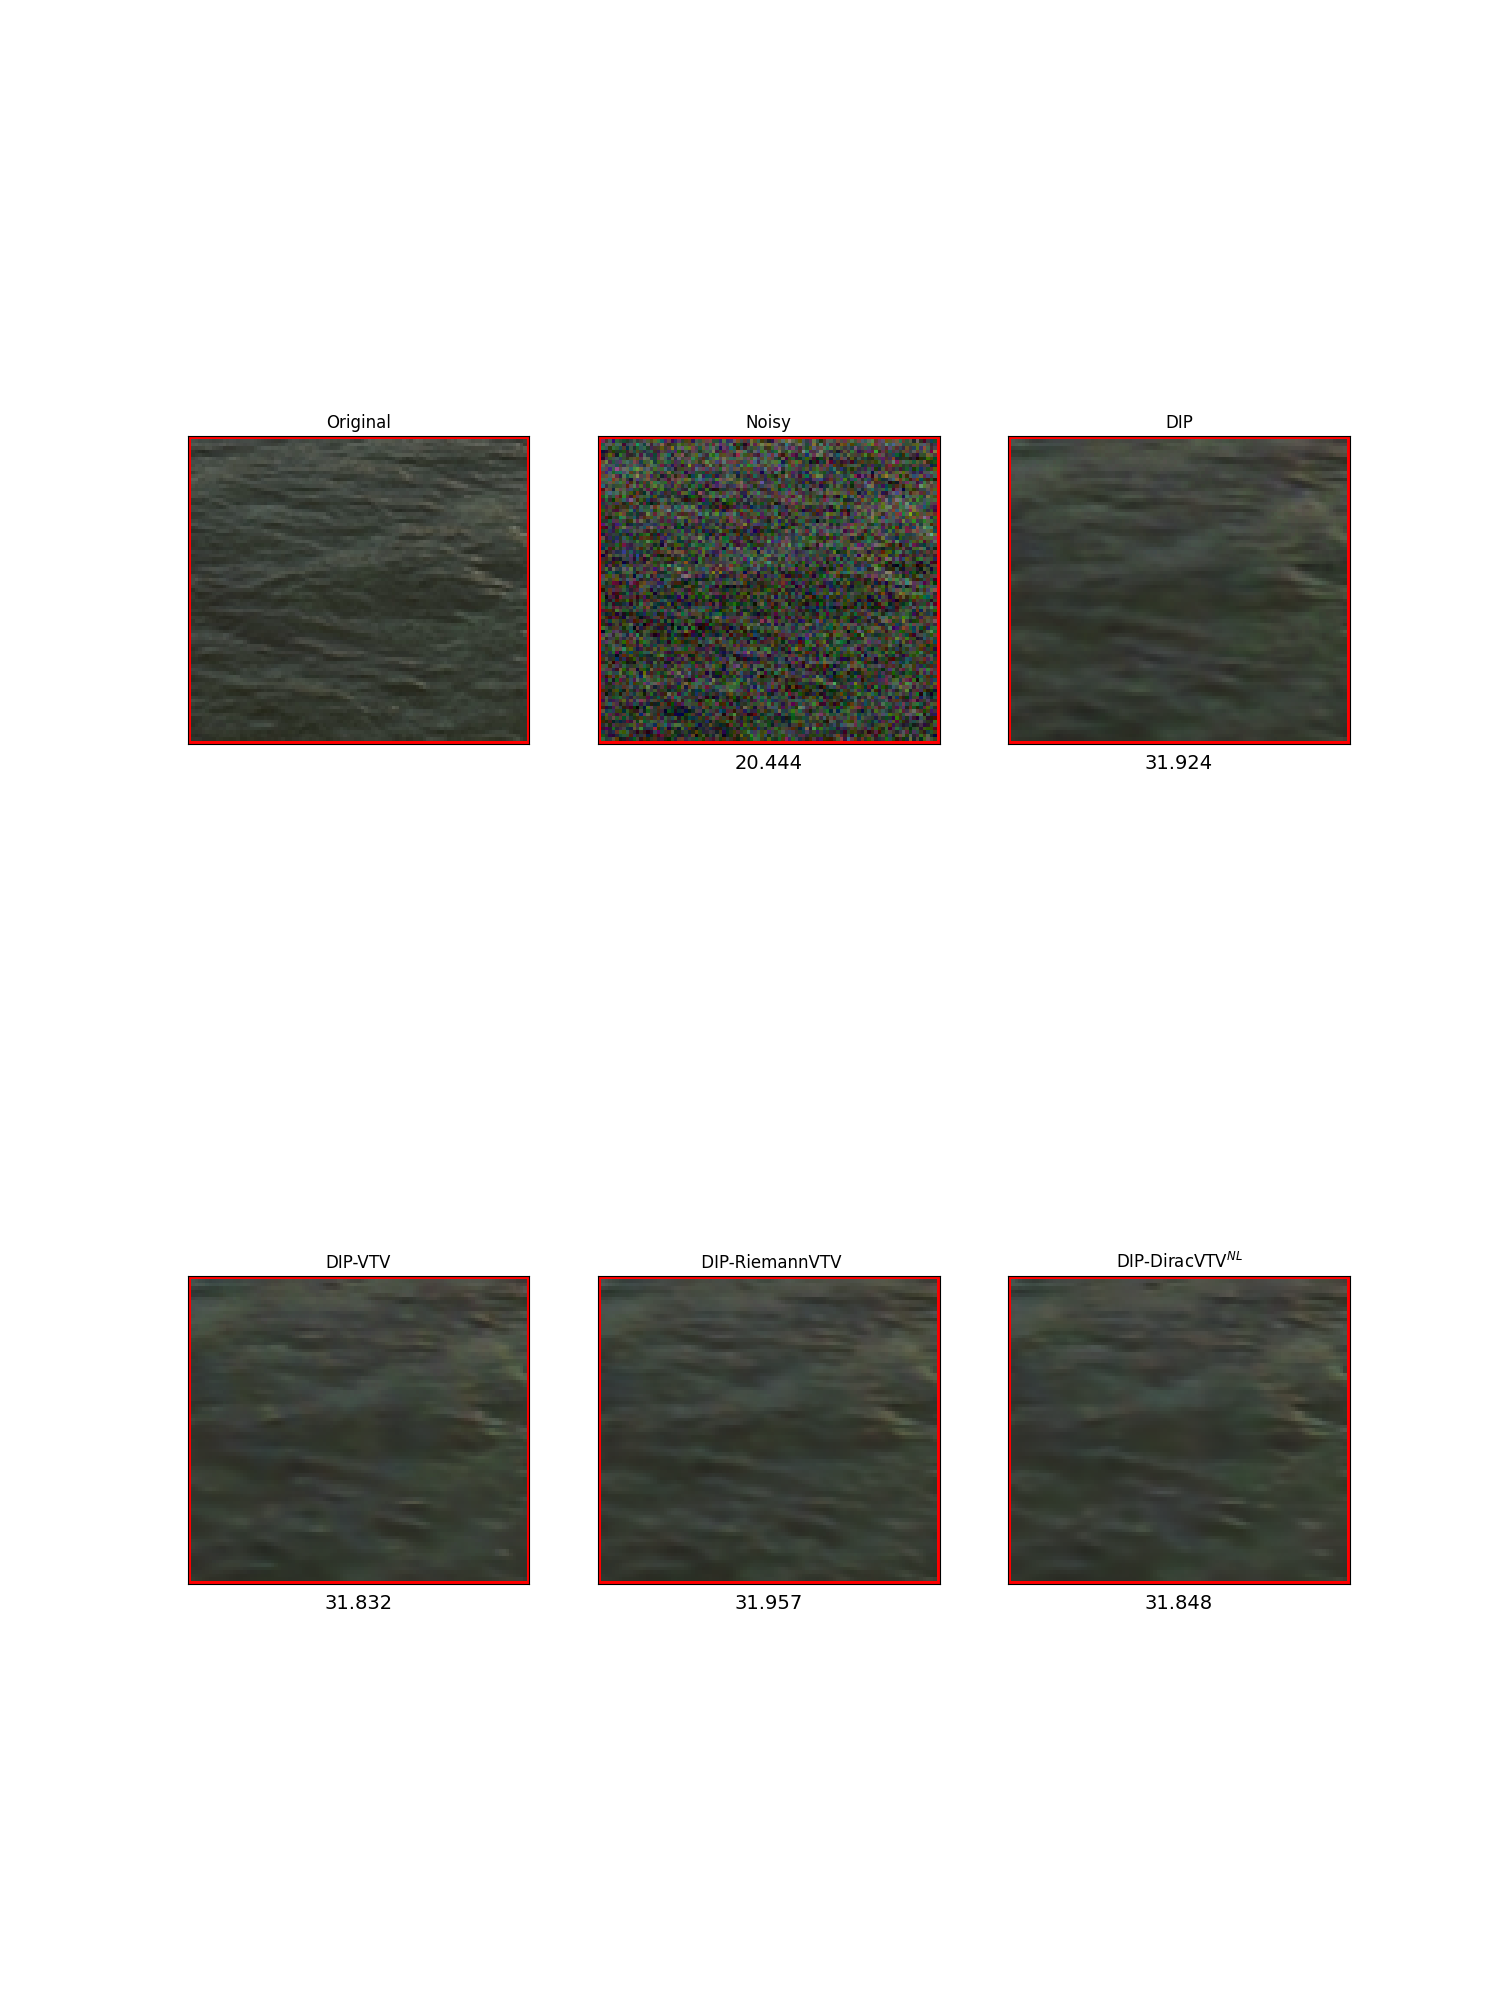 Original
Noisy
DIP
20.444
31.924
DIP-VTV
DIP-RiemannVTV
DIP-DiracVTV^{NL}
31.832
31.957
31.848